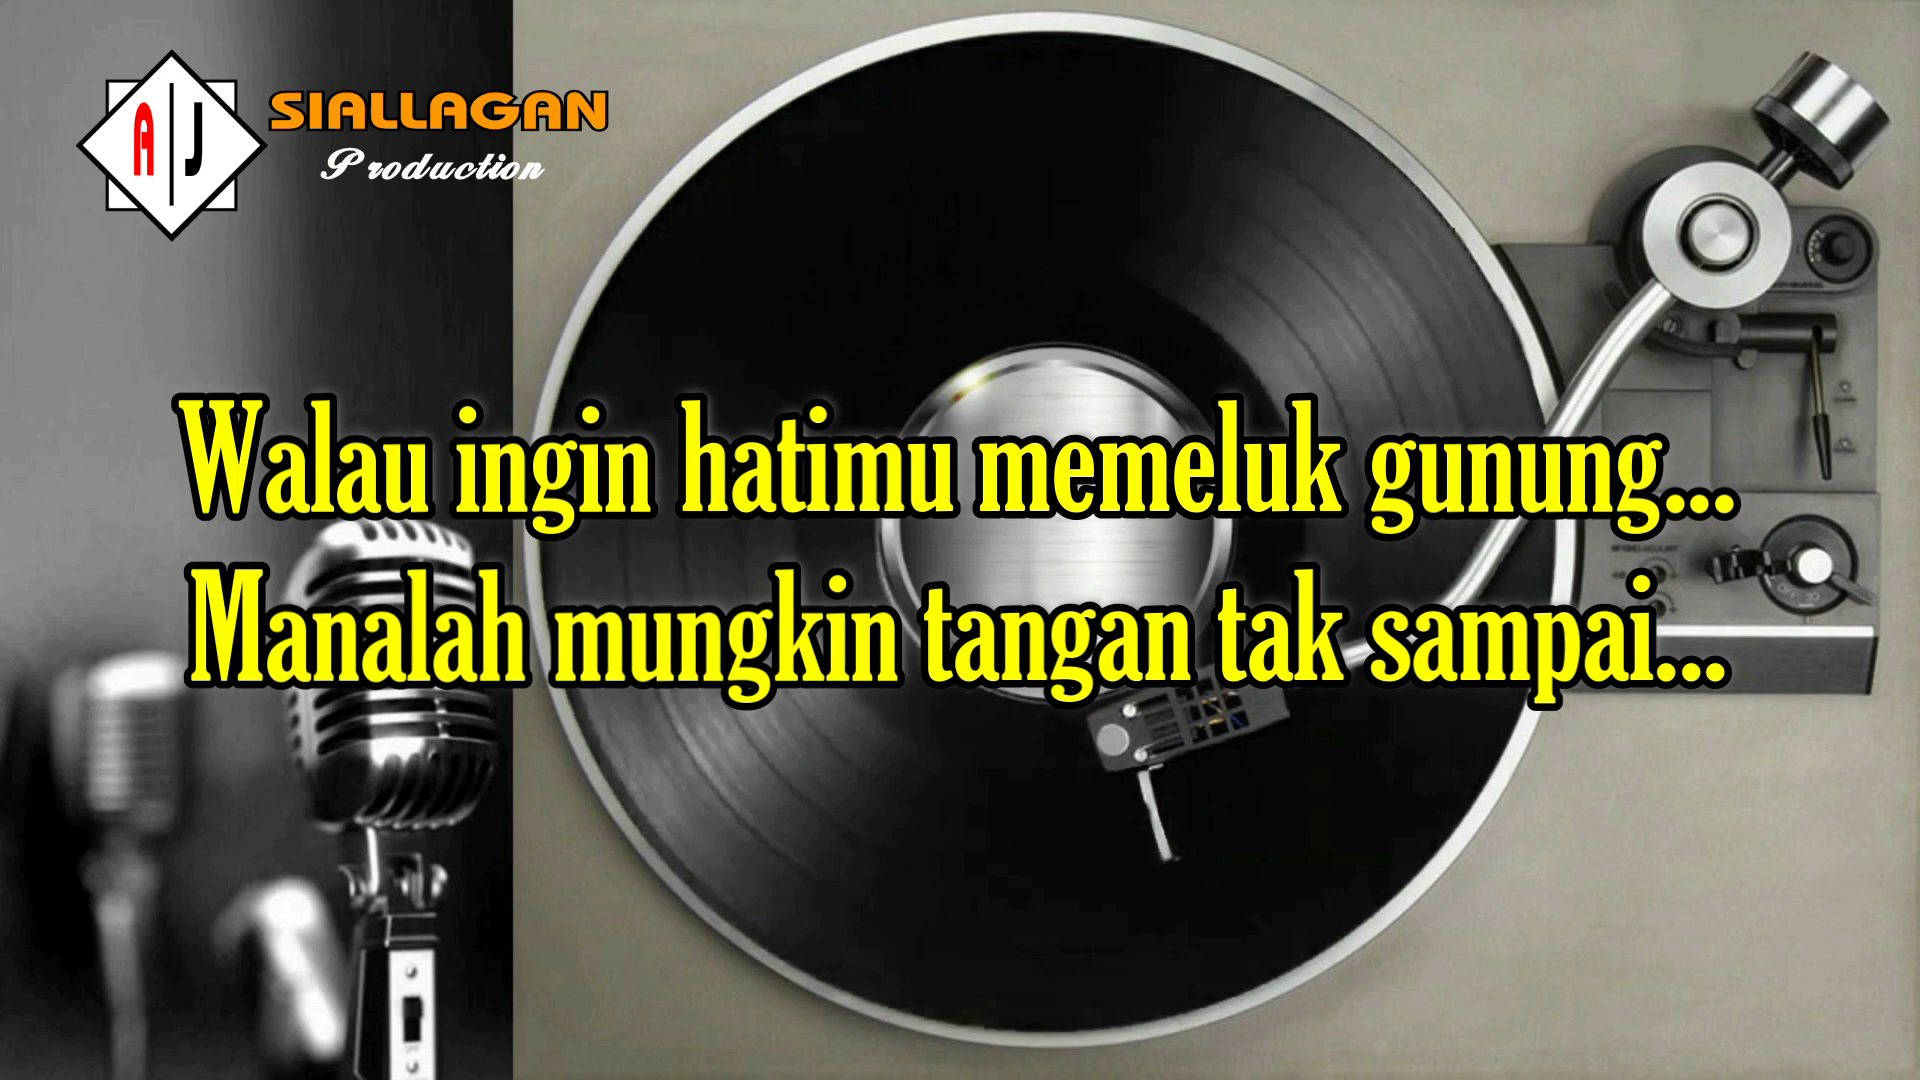 A J
SIALLAGAN
Production
Walau ingin hatimu memeluk gunung...
Manalah mungkin tangan tak sampai...